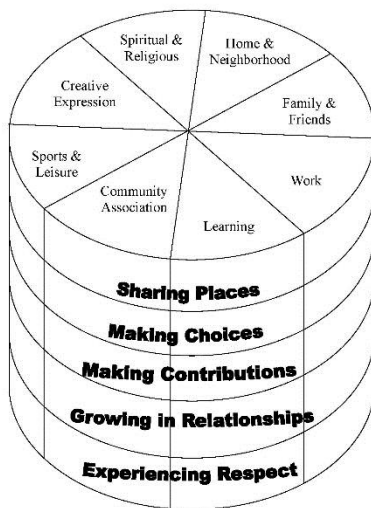 Spiritual &
Religious
Home &
Neighborhood
Creative
Expression
Family &
Friends
Sports &
Leisure
Work
Community
Association
Learning
Sharing Places
Making Choices
Making Contributions
Growing in Relationships
Experiencing Respect